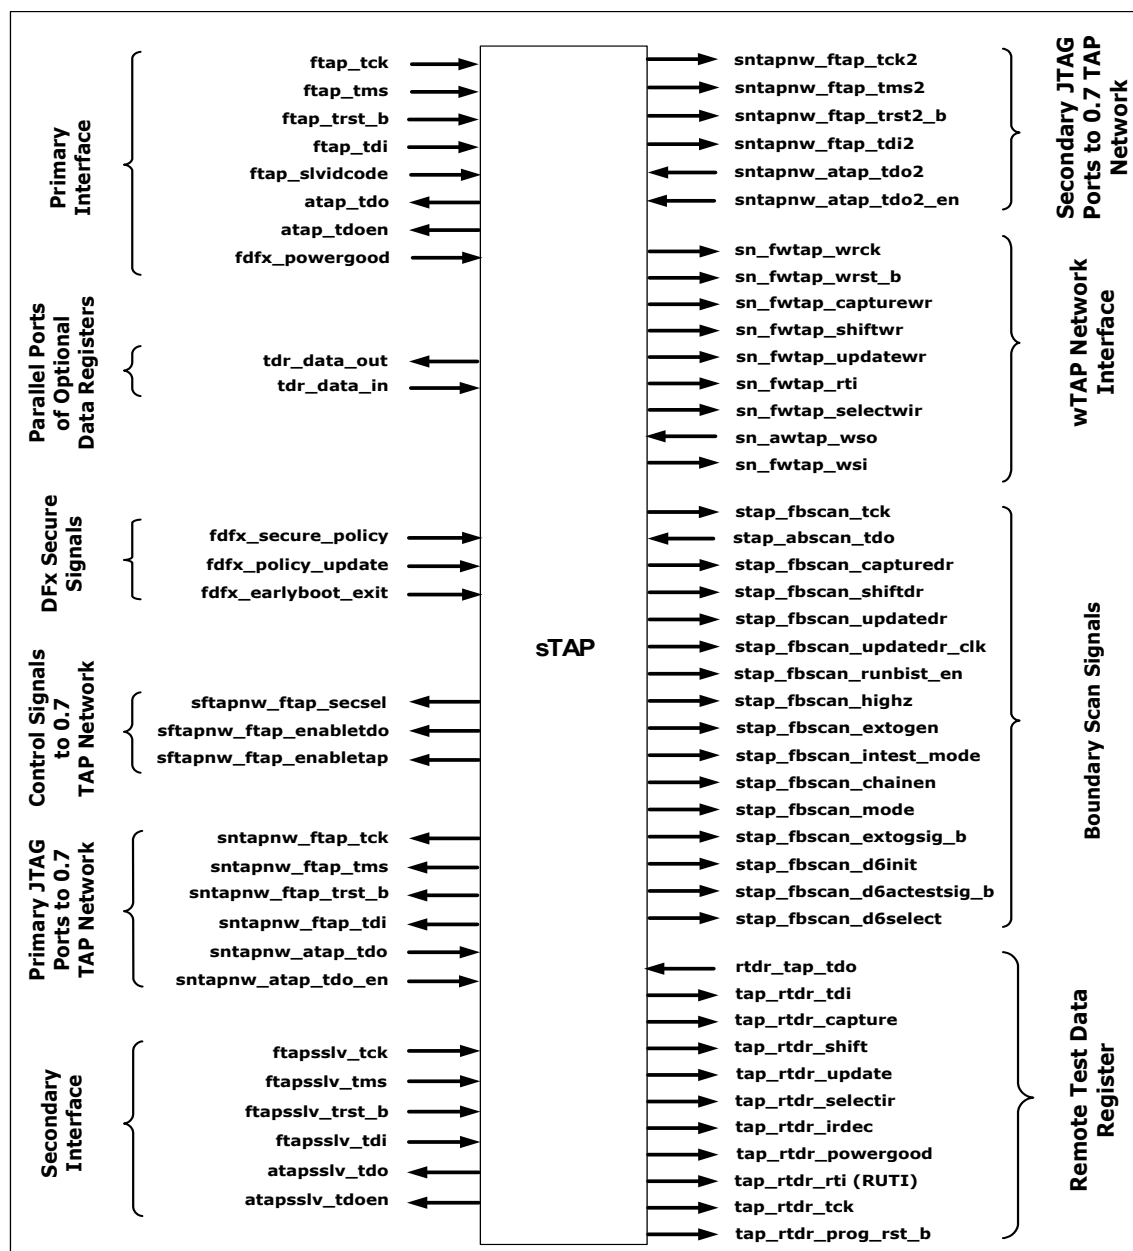 Primary
Interface
ftap_tck
ftap_tms
ftap_trst_b
ftap_tdi
ftap_slvidcode
atap_tdo
atap_tdoen
fdfx_powergood
Parallel Ports
of Optional
Data Registers
tdr_data_out
tdr_data_in
DFx Secure
Signals
fdfx_secure_policy
fdfx_policy_update
fdfx_earlyboot_exit
Control Signals
to 0.7
TAP Network
sftapnw_ftap_secsel
sftapnw_ftap_enabletdo
sftapnw_ftap_enabletap
Primary JTAG
Ports to 0.7
TAP Network
sntapnw_ftap_tck
sntapnw_ftap_tms
sntapnw_ftap_trst_b
sntapnw_ftap_tdi
sntapnw_atap_tdo
sntapnw_atap_tdo_en
Secondary
Interface
ftapsslv_tck
ftapsslv_tms
ftapsslv_trst_b
ftapsslv_tdi
atapsslv_tdo
atapsslv_tdoen
sTAP
sntapnw_ftap_tck2
sntapnw_ftap_tms2
sntapnw_ftap_trst2_b
sntapnw_ftap_tdi2
sntapnw_atap_tdo2
sntapnw_atap_tdo2_en
Secondary JTAG
Ports to 0.7 TAP
Network
sn_fwtap_wrck
sn_fwtap_wrst_b
sn_fwtap_capturewr
sn_fwtap_shiftwr
sn_fwtap_updatewr
sn_fwtap_rti
sn_fwtap_selectwir
sn_awtap_wso
sn_fwtap_wsi
wTAP Network
Interface
stap_fbscan_tck
stap_abscan_tdo
stap_fbscan_capturedr
stap_fbscan_shiftdr
stap_fbscan_updatedr
stap_fbscan_updatedr_clk
stap_fbscan_runbist_en
stap_fbscan_highz
stap_fbscan_extogen
stap_fbscan_intest_mode
stap_fbscan_chainen
stap_fbscan_mode
stap_fbscan_extogsig_b
stap_fbscan_d6init
stap_fbscan_d6actestsig_b
stap_fbscan_d6select
Boundary Scan Signals
rtdr_tap_tdo
tap_rtdr_tdi
tap_rtdr_capture
tap_rtdr_shift
tap_rtdr_update
tap_rtdr_selectir
tap_rtdr_irdec
tap_rtdr_powergood
tap_rtdr_rti (RUTI)
tap_rtdr_tck
tap_rtdr_prog_rst_b
Remote Test Data
Register